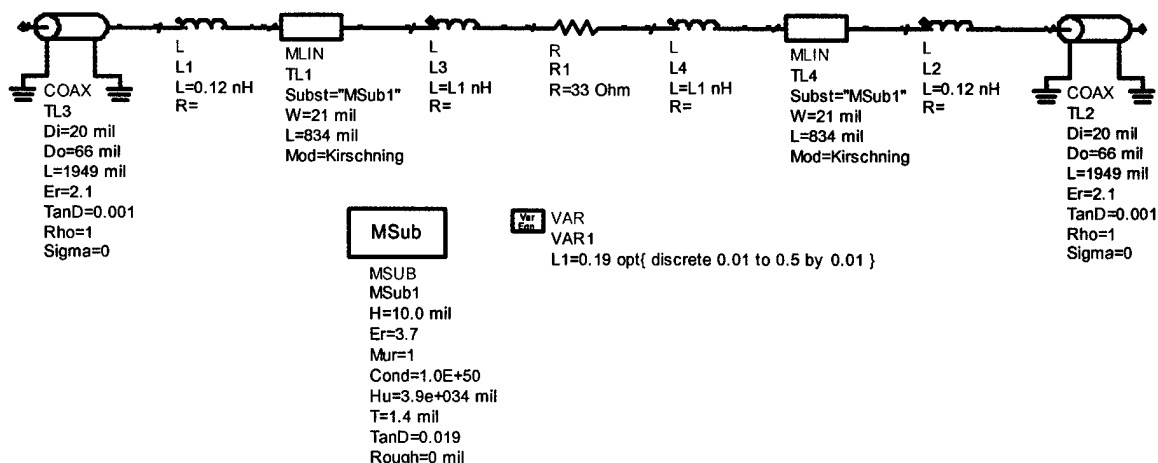 COAX
TL3
Di=20 mil
Do=66 mil
L=1949 mil
Er=2.1
TanD=0.001
Rho=1
Sigma=0
L
L1
L=0.12 nH
R=
MLIN
TL1
Subst="MSub1"
W=21 mil
L=834 mil
Mod=Kirschning
L
L3
L=L1 nH
R=
R
R1
R=33 Ohm
L
L4
L=L1 nH
R=
MLIN
TL4
Subst="MSub1"
W=21 mil
L=834 mil
Mod=Kirschning
L
L2
L=0.12 nH
R=
COAX
TL2
Di=20 mil
Do=66 mil
L=1949 mil
Er=2.1
TanD=0.001
Rho=1
Sigma=0
MSub
MSUB
MSub1
H=10.0 mil
Er=3.7
Mur=1
Cond=1.0E+50
Hu=3.9e+034 mil
T=1.4 mil
TanD=0.019
Rough=0 mil
Var
Eqn
VAR
VAR1
L1=0.19 opt{ discrete 0.01 to 0.5 by 0.01 }